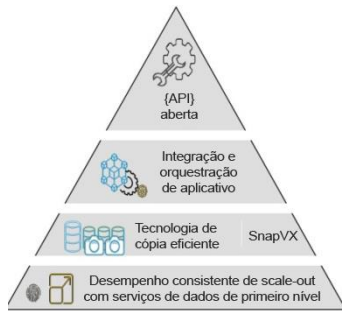 {API}
aberta
Integração e
orquestração
de aplicativo
Tecnologia de
cópia eficiente
SnapVX
Desempenho consistente de scale-out
com serviços de dados de primeiro nível